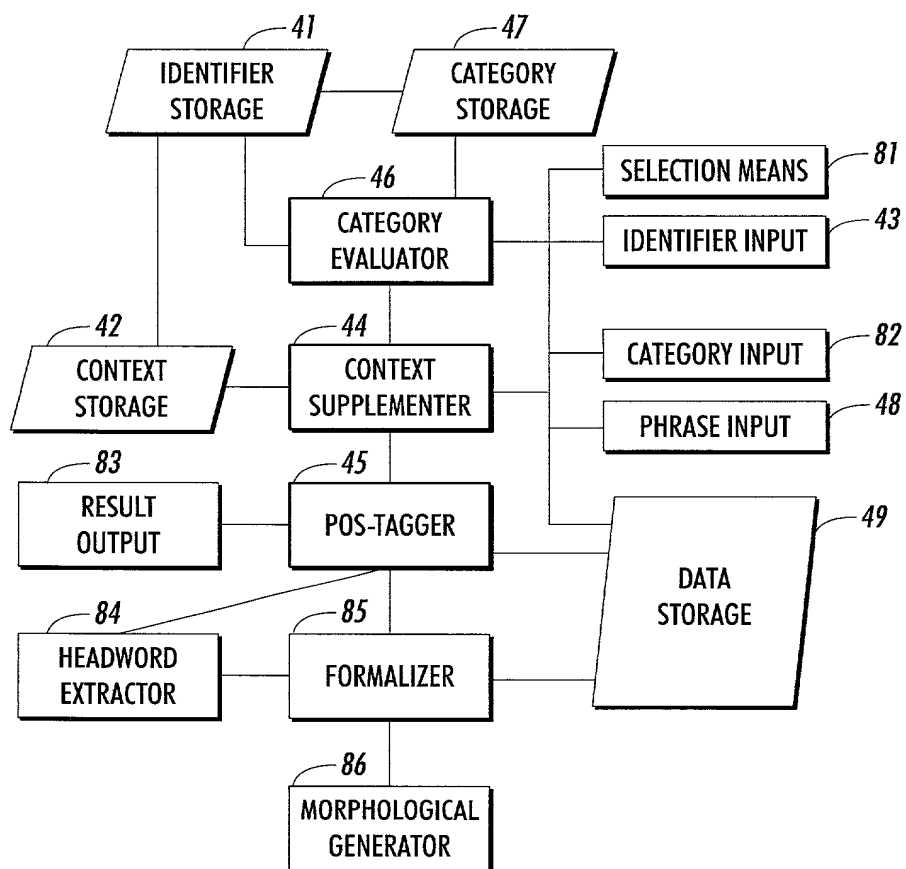 41
IDENTIFIER
STORAGE
47
CATEGORY
STORAGE
46
CATEGORY
EVALUATOR
81
SELECTION MEANS
43
IDENTIFIER INPUT
42
CONTEXT
STORAGE
44
CONTEXT
SUPPLEMENTER
82
CATEGORY INPUT
48
PHRASE INPUT
83
RESULT
OUTPUT
45
POS-TAGGER
49
DATA
STORAGE
84
HEADWORD
EXTRACTOR
85
FORMALIZER
86
MORPHOLOGICAL
GENERATOR